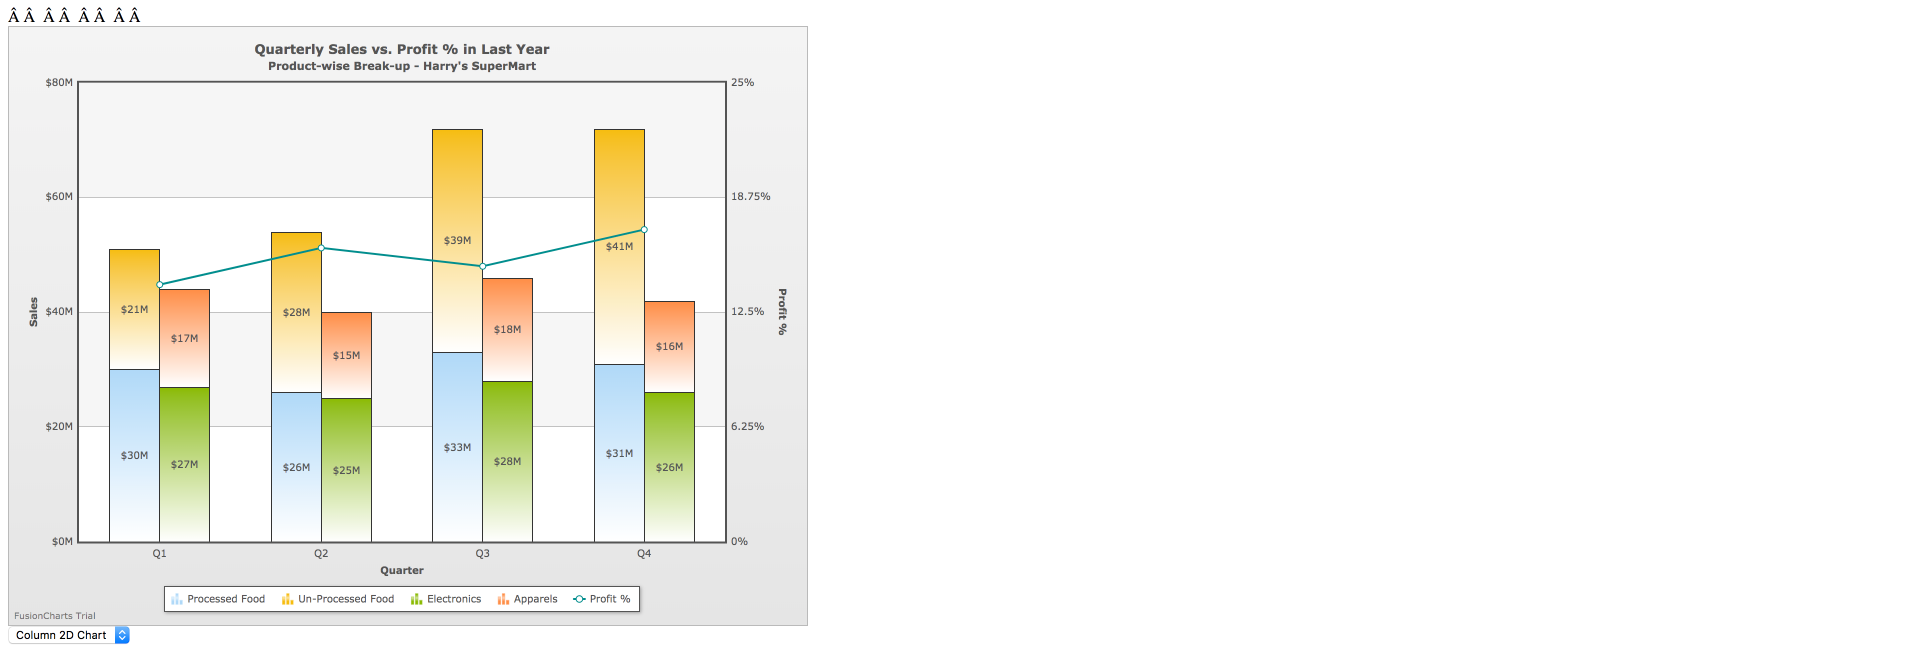 Â Â Â Â Â Â Â Â
Quarterly Sales vs. Profit % in Last Year
Product-wise Break-up - Harry's SuperMart
$80M
$60M
$40M
$20M
$0M
Sales
25%
18.75%
12.5%
6.25%
0%
Profit %
$21M
$30M
$17M
$27M
$28M
$26M
$15M
$25M
$39M
$33M
$18M
$28M
$41M
$31M
$16M
$26M
Q1 Q2 Q3 Q4
Quarter
Processed Food Un-Processed Food Electronics Apparels Profit %
FusionCharts Trial
Column 2D Chart